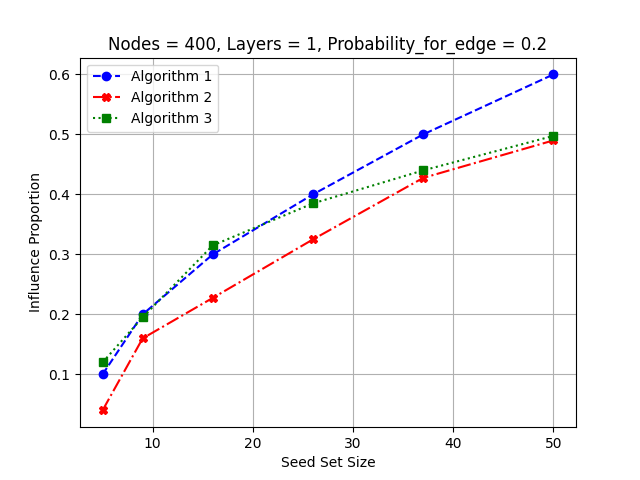 Nodes = 400, Layers = 1, Probability_for_edge = 0.2
Algorithm 1
Algorithm 2
Algorithm 3
Influence Proportion
0.6
0.5
0.4
0.3
0.2
0.1
10 20 30 40 50
Seed Set Size